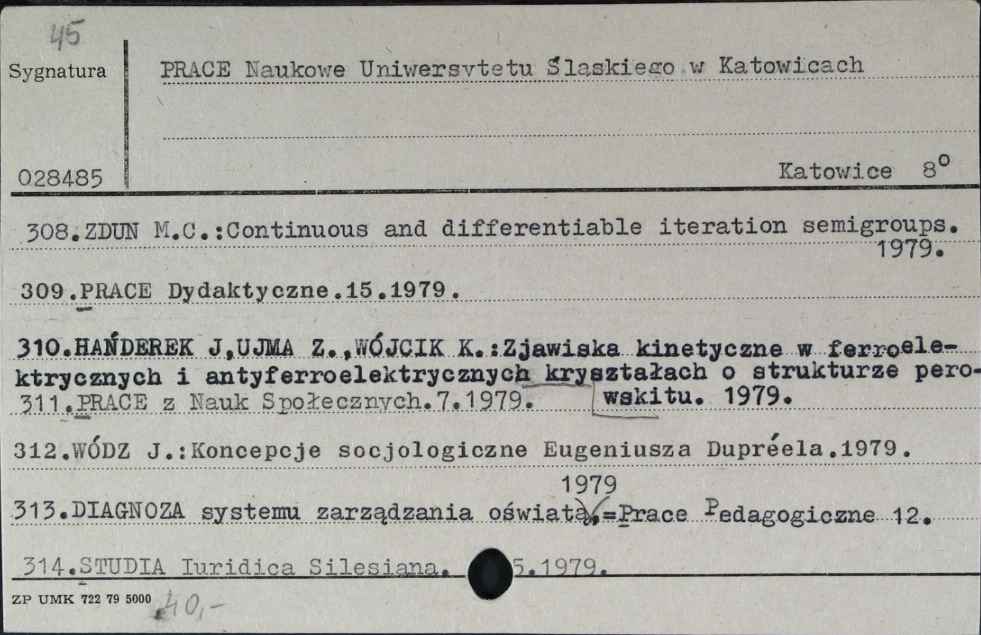 45
Sygnatura
PRACE Naukowe Uniwersytetu Śląskiego w Katowicach
028485
Katowice 8°
308.ZDUN M.C.:Continuous and differentiable iteration semigroups.
1979.
309.PRACE Dydaktyczne.15.1979.
310.HAŃDEREK J,UJMA Z.,WÓJCIK K.:Zjawiska kinetyczne w ferroele-
ktrycznych i antyferroelektrycznych kryształach o strukturze pero-
wskitu. 1979.
311.PRACE z Nauk Społecznych.7.1979.
312.WÓDZ J.:Koncepcje socjologiczne Eugeniusza Dupréela.1979.
1979
313.DIAGNOZA systemu zarządzania oświatą.=Prace Pedagogiczne 12.
314.STUDIA Iuridica Silesiana. 5.1979.
ZP UMK 722 79 5000
40,-